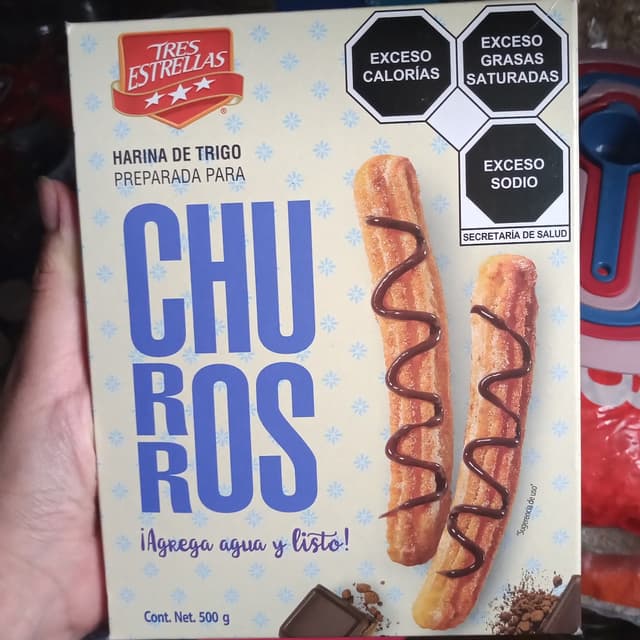 TRES
ESTRELLAS
®
HARINA DE TRIGO
PREPARADA PARA
CHU
RROS
¡Agrega agua y listo!
Cont. Net. 500 g
EXCESO
CALORÍAS
EXCESO
GRASAS
SATURADAS
EXCESO
SODIO
SECRETARÍA DE SALUD
"Sugerencia de uso"